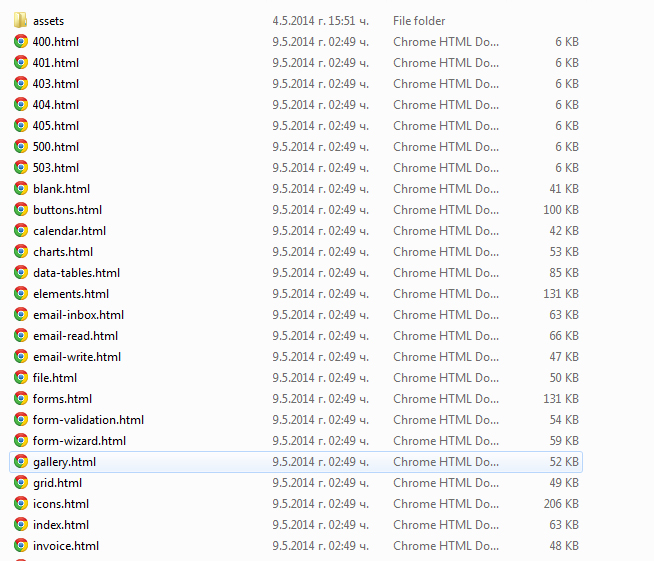 assets 4.5.2014 г. 15:51 ч. File folder
400.html 9.5.2014 г. 02:49 ч. Chrome HTML Do... 6 KB
401.html 9.5.2014 г. 02:49 ч. Chrome HTML Do... 6 KB
403.html 9.5.2014 г. 02:49 ч. Chrome HTML Do... 6 KB
404.html 9.5.2014 г. 02:49 ч. Chrome HTML Do... 6 KB
405.html 9.5.2014 г. 02:49 ч. Chrome HTML Do... 6 KB
500.html 9.5.2014 г. 02:49 ч. Chrome HTML Do... 6 KB
503.html 9.5.2014 г. 02:49 ч. Chrome HTML Do... 6 KB
blank.html 9.5.2014 г. 02:49 ч. Chrome HTML Do... 41 KB
buttons.html 9.5.2014 г. 02:49 ч. Chrome HTML Do... 100 KB
calendar.html 9.5.2014 г. 02:49 ч. Chrome HTML Do... 42 KB
charts.html 9.5.2014 г. 02:49 ч. Chrome HTML Do... 53 KB
data-tables.html 9.5.2014 г. 02:49 ч. Chrome HTML Do... 85 KB
elements.html 9.5.2014 г. 02:49 ч. Chrome HTML Do... 131 KB
email-inbox.html 9.5.2014 г. 02:49 ч. Chrome HTML Do... 63 KB
email-read.html 9.5.2014 г. 02:49 ч. Chrome HTML Do... 66 KB
email-write.html 9.5.2014 г. 02:49 ч. Chrome HTML Do... 47 KB
file.html 9.5.2014 г. 02:49 ч. Chrome HTML Do... 50 KB
forms.html 9.5.2014 г. 02:49 ч. Chrome HTML Do... 131 KB
form-validation.html 9.5.2014 г. 02:49 ч. Chrome HTML Do... 54 KB
form-wizard.html 9.5.2014 г. 02:49 ч. Chrome HTML Do... 59 KB
gallery.html 9.5.2014 г. 02:49 ч. Chrome HTML Do... 52 KB
grid.html 9.5.2014 г. 02:49 ч. Chrome HTML Do... 49 KB
icons.html 9.5.2014 г. 02:49 ч. Chrome HTML Do... 206 KB
index.html 9.5.2014 г. 02:49 ч. Chrome HTML Do... 63 KB
invoice.html 9.5.2014 г. 02:49 ч. Chrome HTML Do... 48 KB